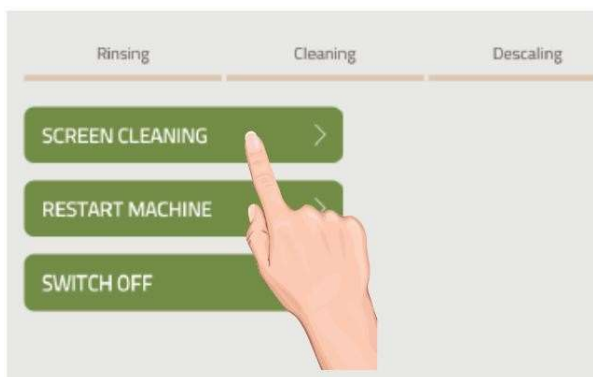 Rinsing Cleaning Descaling
SCREEN CLEANING
RESTART MACHINE
SWITCH OFF